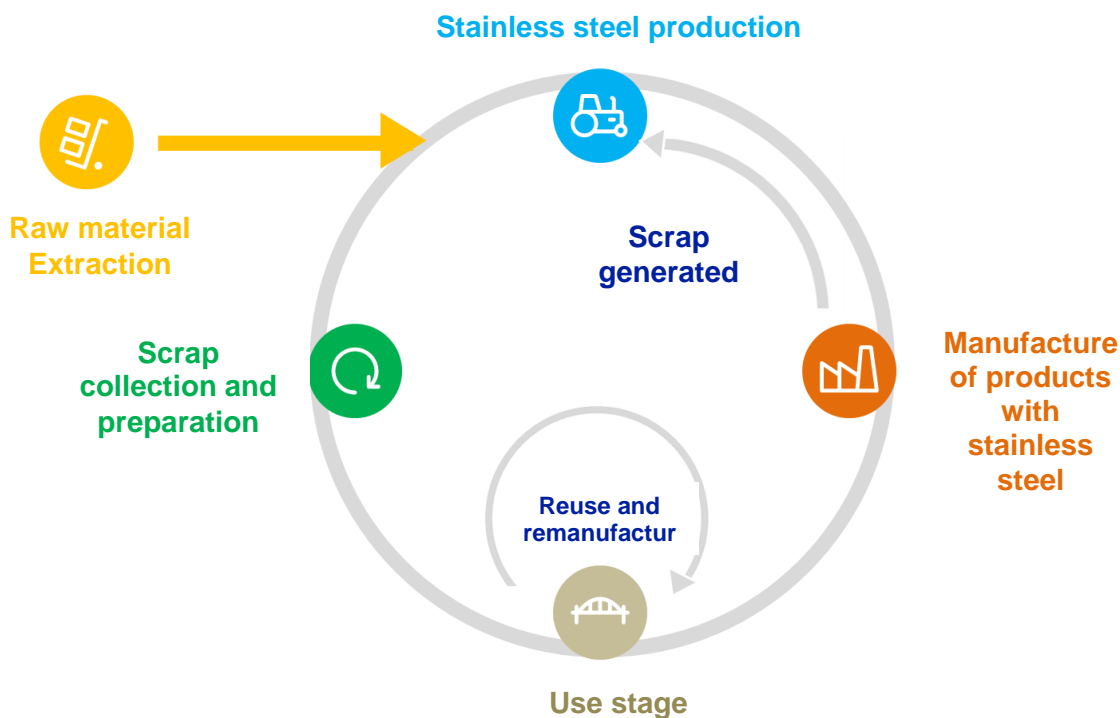 Stainless steel production
Raw material
Extraction
Scrap
generated
Scrap
collection and
preparation
Manufacture
of products
with
stainless
steel
Reuse and
remanufactur
Use stage